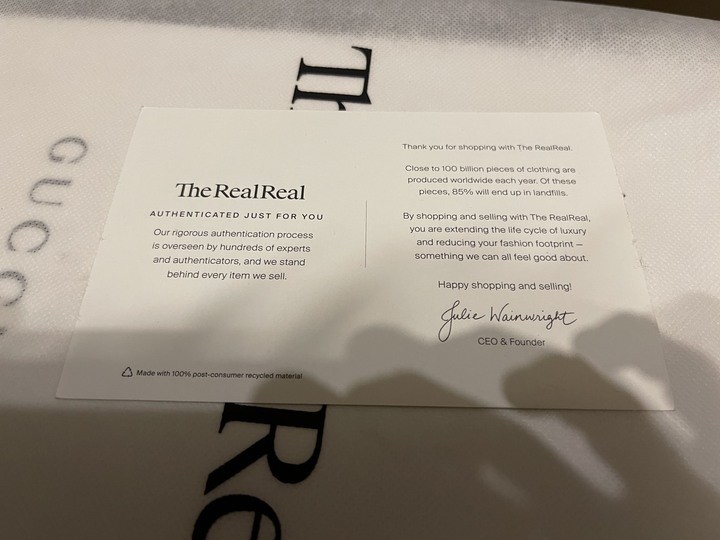 The
GUCC
The RealReal
AUTHENTICATED JUST FOR YOU
Our rigorous authentication process
is overseen by hundreds of experts
and authenticators, and we stand
behind every item we sell.
Made with 100% post-consumer recycled material
Thank you for shopping with The RealReal.
Close to 100 billion pieces of clothing are
produced worldwide each year. Of these
pieces, 85% will end up in landfills.
By shopping and selling with The RealReal,
you are extending the life cycle of luxury
and reducing your fashion footprint —
something we can all feel good about.
Happy shopping and selling!
Julie Wainwright
CEO & Founder
Re